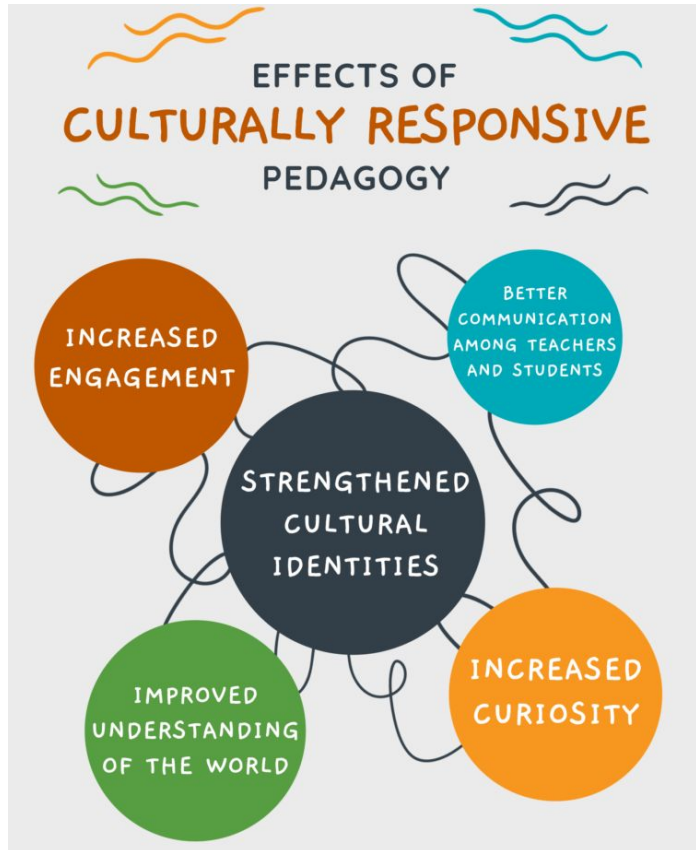 EFFECTS OF
CULTURALLY RESPONSIVE
PEDAGOGY
INCREASED
ENGAGEMENT
BETTER
COMMUNICATION
AMONG TEACHERS
AND STUDENTS
STRENGTHENED
CULTURAL
IDENTITIES
IMPROVED
UNDERSTANDING
OF THE WORLD
INCREASED
CURIOSITY